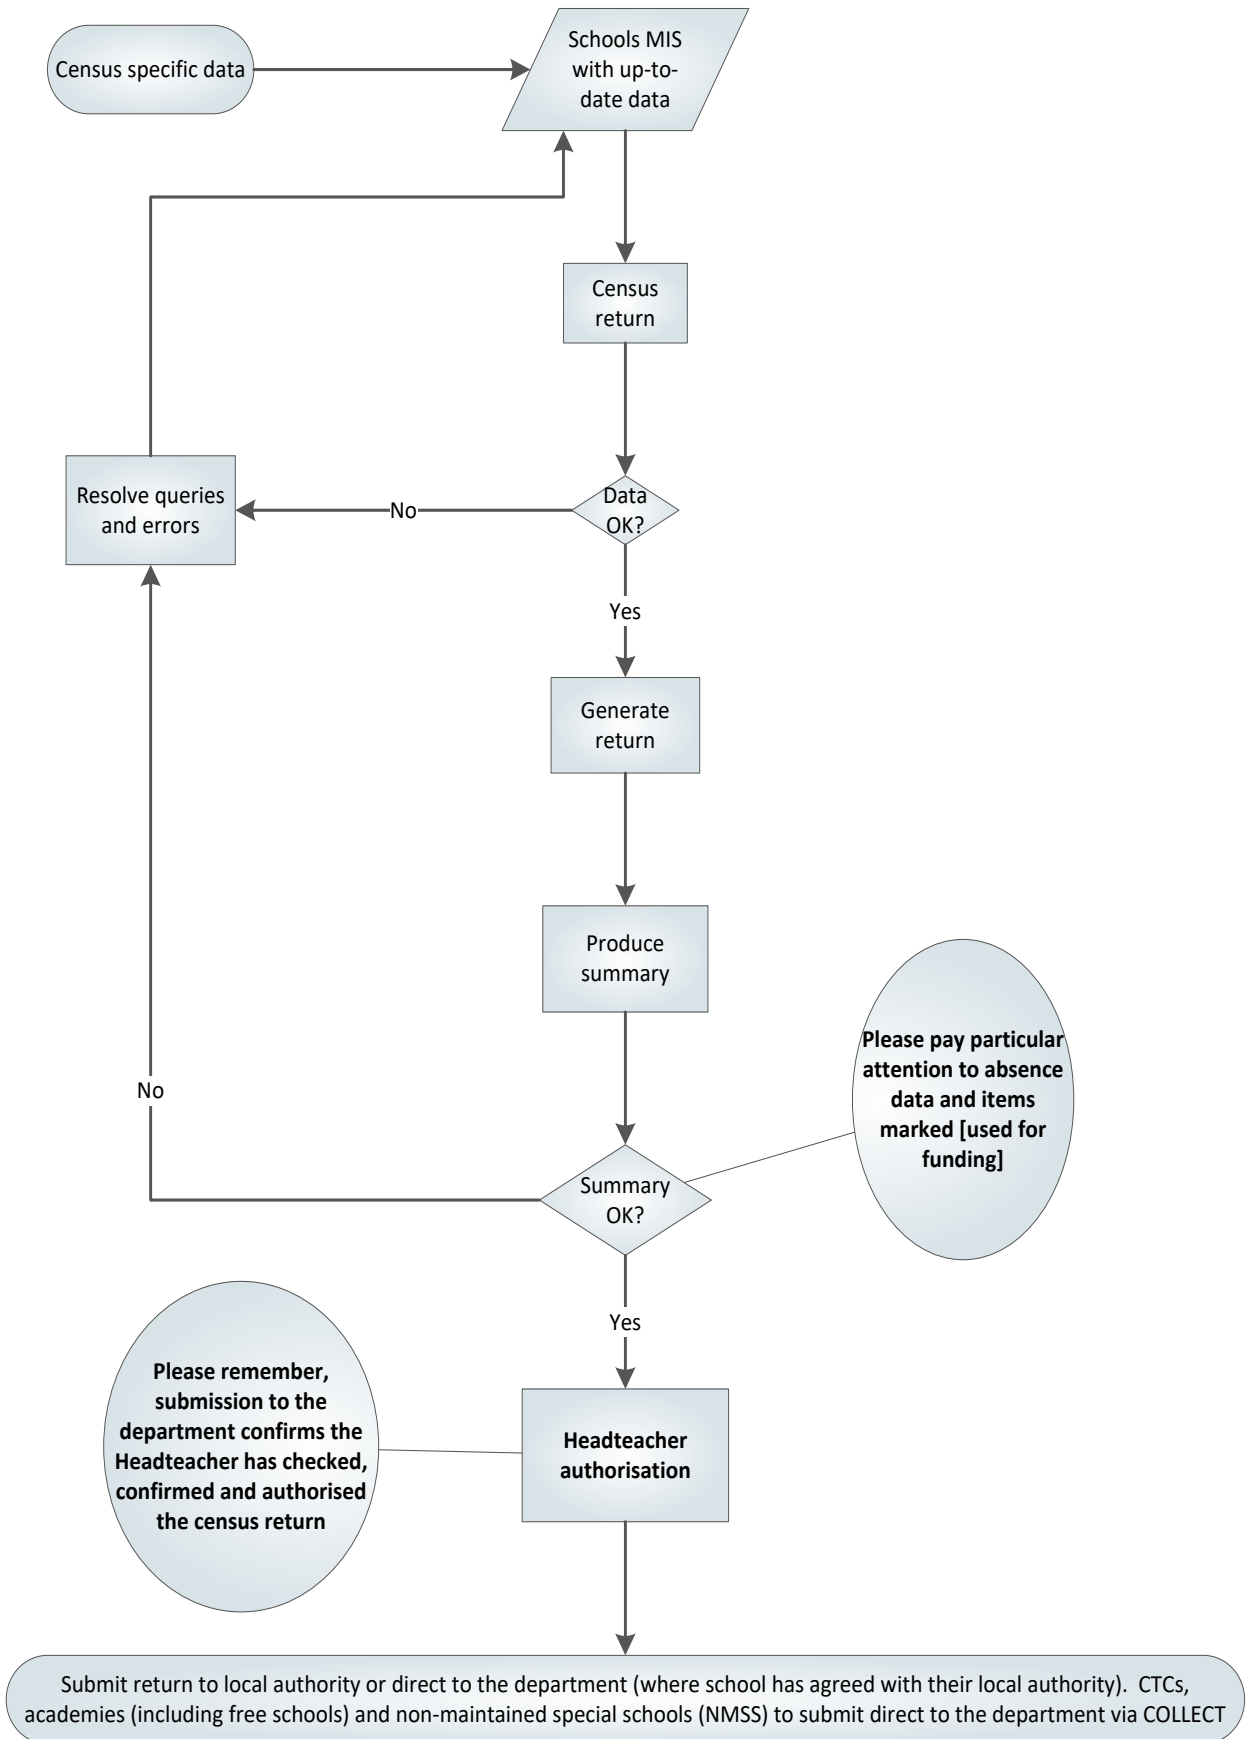 Census specific data
Schools MIS
with up-to-
date data
Census
return
Resolve queries
and errors
No
Data
OK?
Yes
Generate
return
Produce
summary
Please pay particular
attention to absence
data and items
marked [used for
funding]
No
Summary
OK?
Yes
Please remember,
submission to the
department confirms the
Headteacher has checked,
confirmed and authorised
the census return
Headteacher
authorisation
Submit return to local authority or direct to the department (where school has agreed with their local authority).  CTCs,
academies (including free schools) and non-maintained special schools (NMSS) to submit direct to the department via COLLECT